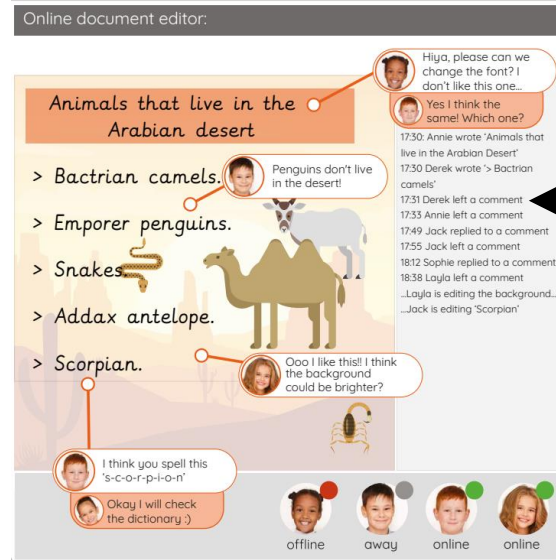 Online document editor:
Hiya, please can we
change the font? I
don't like this one...
Yes I think the
same! Which one?
Animals that live in the
Arabian desert
> Bactrian camels.
Penguins don't live
in the desert!
> Emporer penguins.
> Snakes.
> Addax antelope.
> Scorpian.
Ooo I like this!! I think
the background
could be brighter?
I think you spell this
's-c-o-r-p-i-o-n'
Okay I will check
the dictionary :)
17:30: Annie wrote 'Animals that
live in the Arabian Desert'
17:30 Derek wrote '> Bactrian
camels'
17:31 Derek left a comment
17:33 Annie left a comment
17:49 Jack replied to a comment
17:55 Jack left a comment
18:12 Sophie replied to a comment
18:38 Layla left a comment
...Layla is editing the background...
...Jack is editing 'Scorpian'
offline
away
online
online